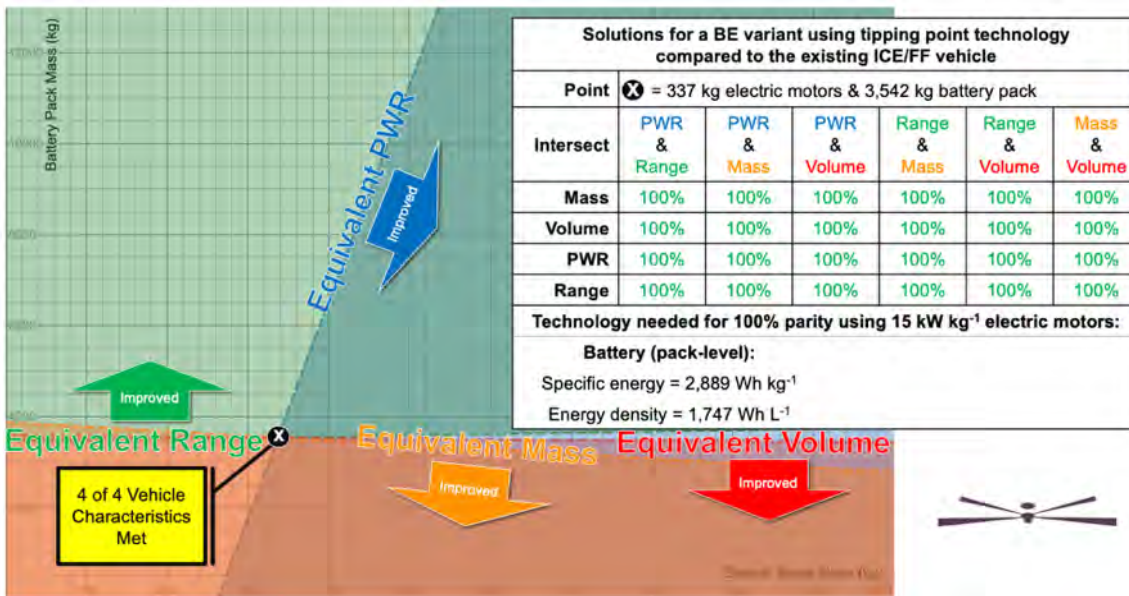 Battery Pack Mass (kg)
Equivalent PWR
Improved
Solutions for a BE variant using tipping point technology
compared to the existing ICE/FF vehicle
Point X = 337 kg electric motors & 3,542 kg battery pack
Intersect PWR & Range PWR & Mass PWR & Volume Range & Mass Range & Volume Mass & Volume
Mass 100% 100% 100% 100% 100% 100%
Volume 100% 100% 100% 100% 100% 100%
PWR 100% 100% 100% 100% 100% 100%
Range 100% 100% 100% 100% 100% 100%
Technology needed for 100% parity using 15 kW kg⁻¹ electric motors:
Battery (pack-level):
Specific energy = 2,889 Wh kg⁻¹
Energy density = 1,747 Wh L⁻¹
Improved
Equivalent Range X
Equivalent Mass
Equivalent Volume
Improved
Improved
4 of 4 Vehicle
Characteristics
Met